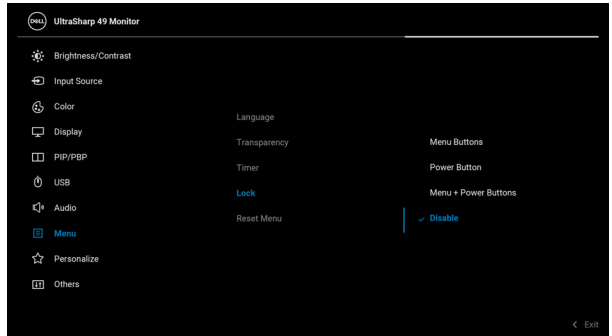 DELL UltraSharp 49 Monitor
Brightness/Contrast
Input Source
Color
Display
PIP/PBP
USB
Audio
Menu
Personalize
Others
Language
Transparency
Timer
Lock
Reset Menu
Menu Buttons
Power Button
Menu + Power Buttons
Disable
Exit